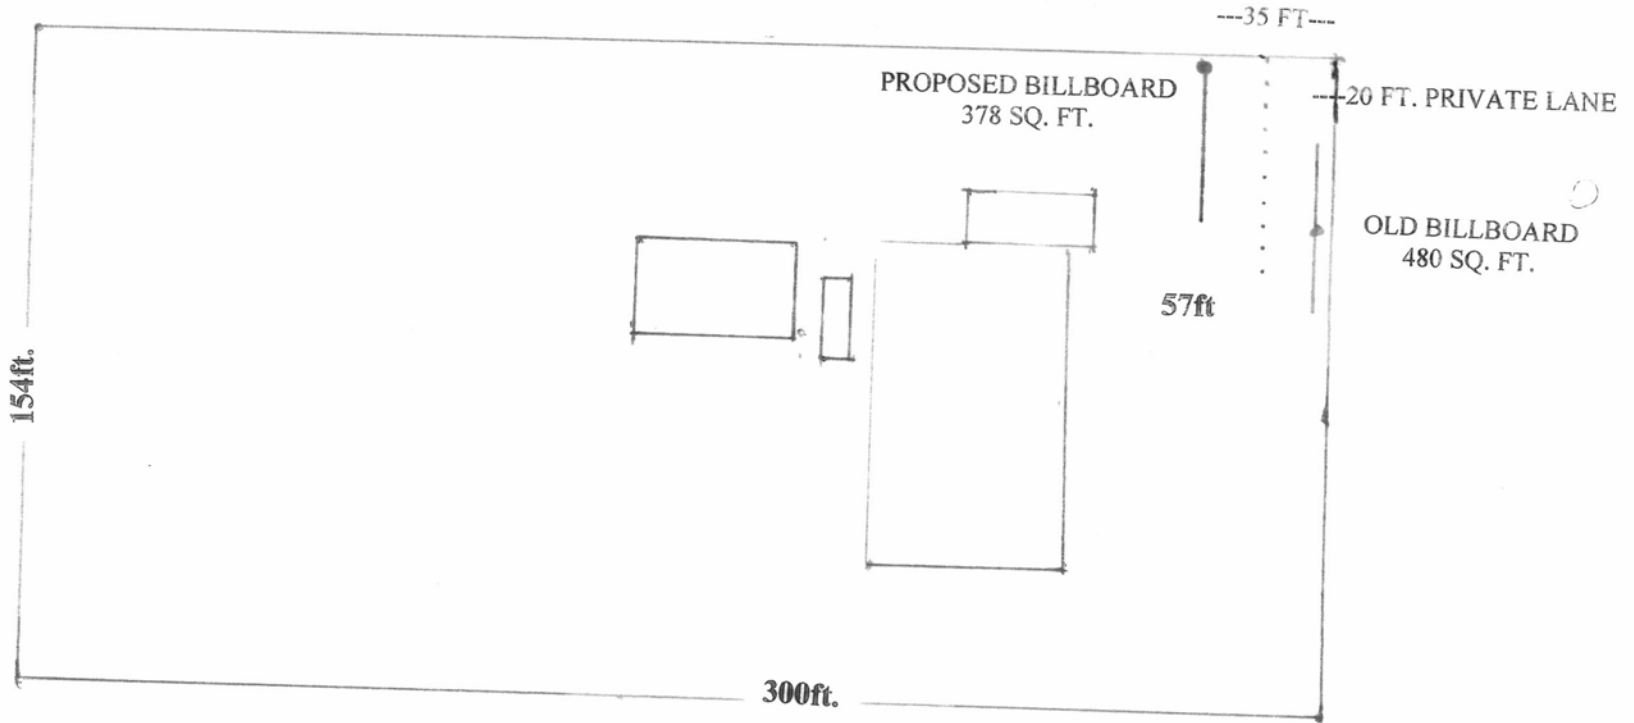 ---35 FT----
PROPOSED BILLBOARD
378 SQ. FT.
----20 FT. PRIVATE LANE
OLD BILLBOARD
480 SQ. FT.
57ft
154ft.
300ft.